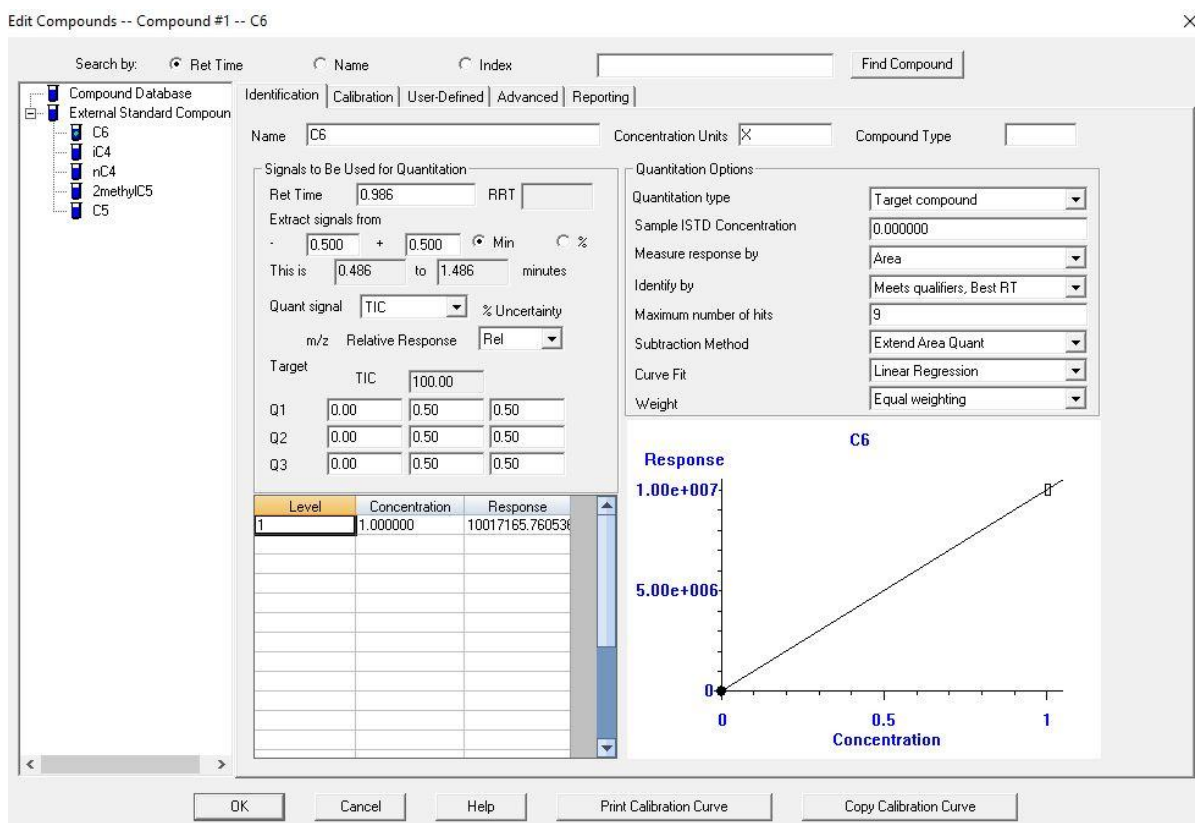 Edit Compounds -- Compound #1 -- C6
Search by: Ret Time Name Index Find Compound
Compound Database
External Standard Compoun
C6
iC4
nC4
2methylC5
C5
Identification Calibration User-Defined Advanced Reporting
Name C6 Concentration Units X Compound Type
Signals to Be Used for Quantitation
Ret Time 0.986 RRT
Extract signals from
- 0.500 + 0.500 Min %
This is 0.486 to 1.486 minutes
Quant signal TIC % Uncertainty
m/z Relative Response Rel
Target TIC 100.00
Q1 0.00 0.50 0.50
Q2 0.00 0.50 0.50
Q3 0.00 0.50 0.50
Quantitation Options
Quantitation type Target compound
Sample ISTD Concentration 0.000000
Measure response by Area
Identify by Meets qualifiers, Best RT
Maximum number of hits 9
Subtraction Method Extend Area Quant
Curve Fit Linear Regression
Weight Equal weighting
Level Concentration Response
1 1.000000 10017165.760536
C6
Response
1.00e+007
5.00e+006
0
0 0.5 1
Concentration
OK Cancel Help Print Calibration Curve Copy Calibration Curve